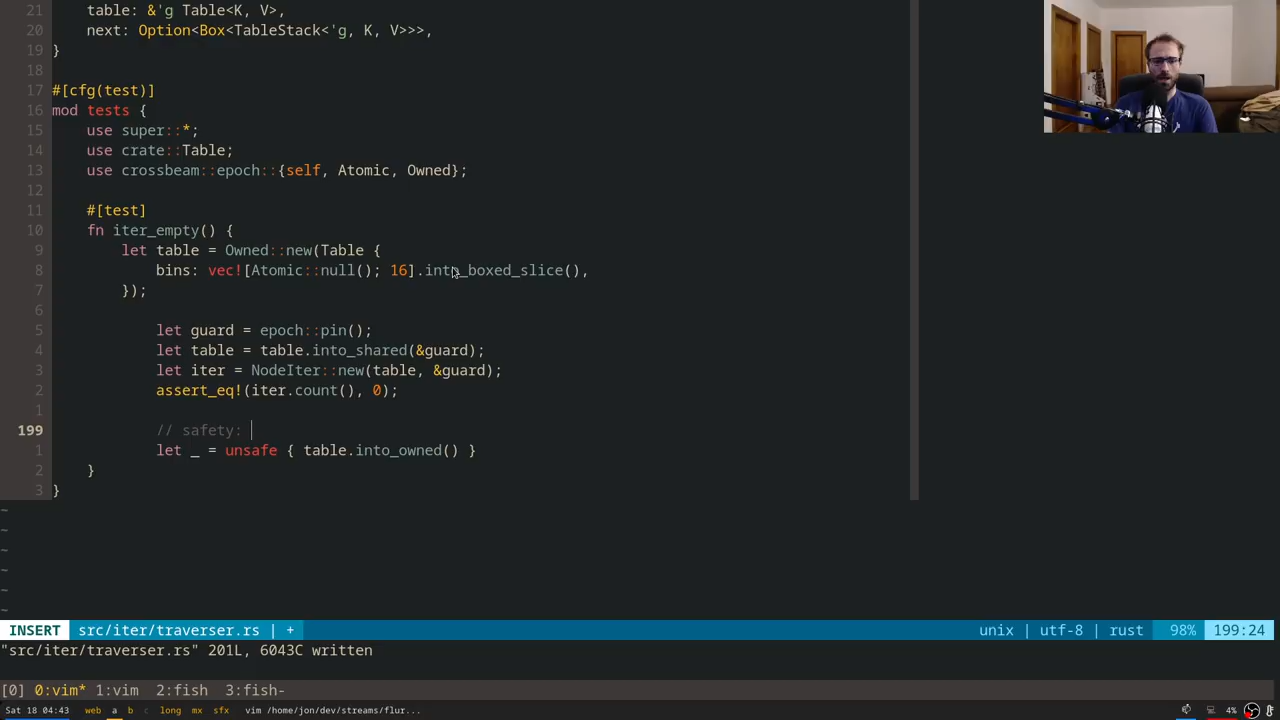 21     table: &'g Table<K, V>,
20     next: Option<Box<TableStack<'g, K, V>>>,
19 }
18
17 #[cfg(test)]
16 mod tests {
15     use super::*;
14     use crate::Table;
13     use crossbeam::epoch::{self, Atomic, Owned};
12
11     #[test]
10     fn iter_empty() {
9         let table = Owned::new(Table {
8             bins: vec![Atomic::null(); 16].into_boxed_slice(),
7         });
6
5             let guard = epoch::pin();
4             let table = table.into_shared(&guard);
3             let iter = NodeIter::new(table, &guard);
2             assert_eq!(iter.count(), 0);
1
199             // safety:
1             let _ = unsafe { table.into_owned() }
2     }
3 }
~
~
~
~
~
~
INSERT src/iter/traverser.rs | + unix | utf-8 | rust 98% 199:24
"src/iter/traverser.rs" 201L, 6043C written
[0] 0:vim* 1:vim 2:fish 3:fish-
Sat 18 04:43 web a b c long mx sfx vim /home/jon/dev/streams/flur... 4%